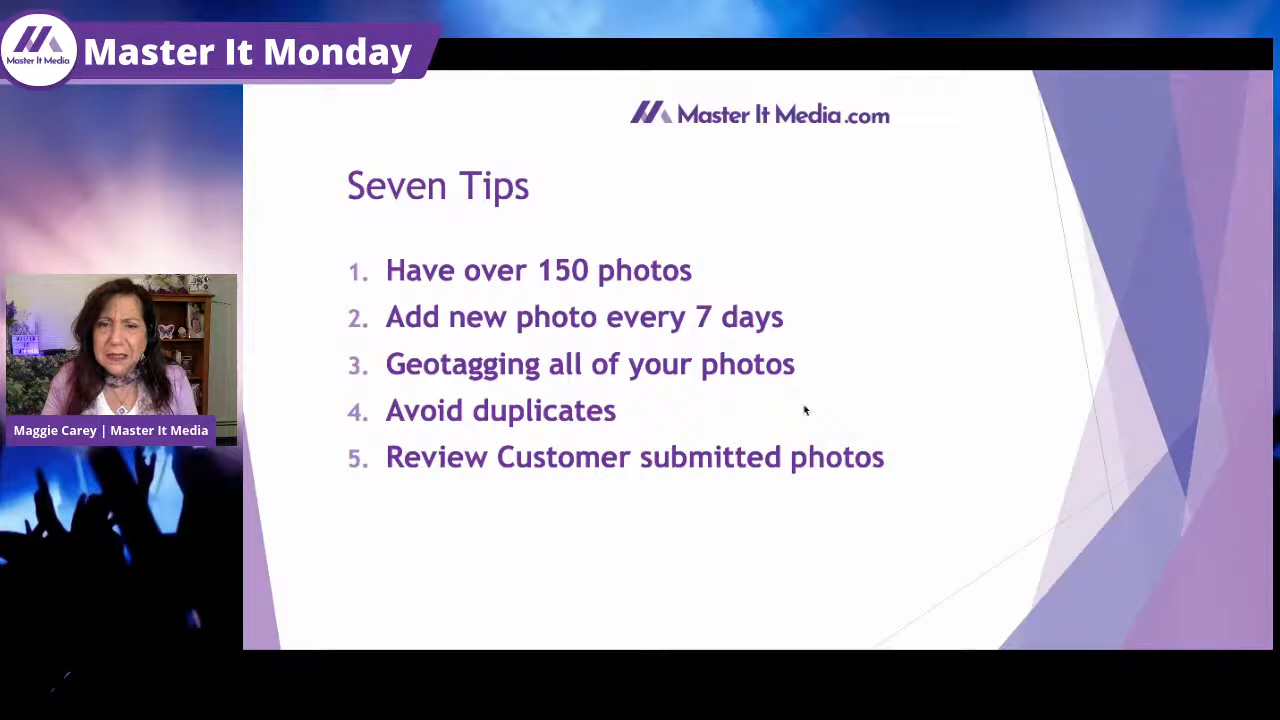 Master It Media
Master It Monday
Master It Media.com
Seven Tips
1. Have over 150 photos
2. Add new photo every 7 days
3. Geotagging all of your photos
4. Avoid duplicates
5. Review Customer submitted photos
Maggie Carey | Master It Media